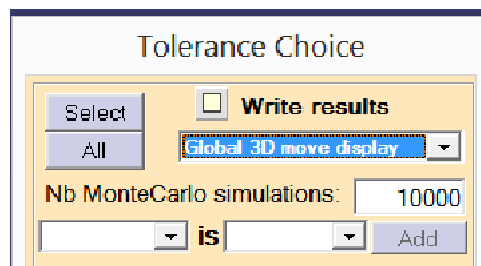 Tolerance Choice
Select
Write results
All
Global 3D move display
Nb MonteCarlo simulations: 10000
is Add